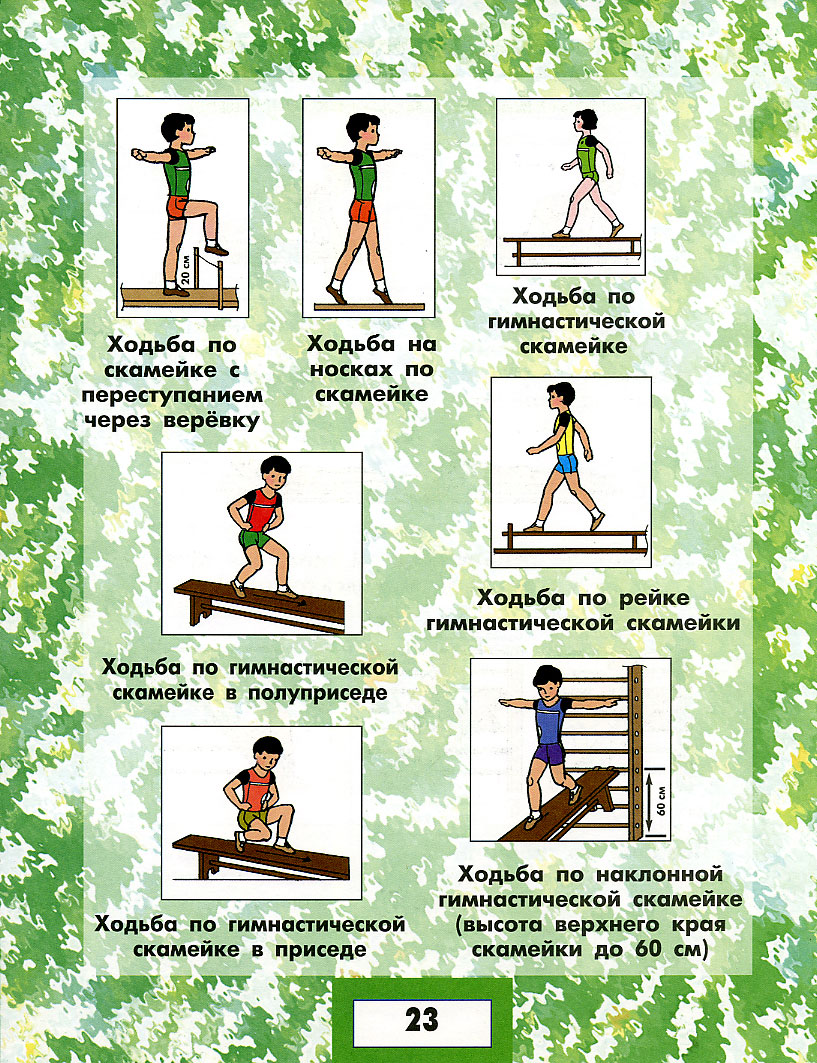 20 см
Ходьба по
скамейке с
переступанием
через верёвку
Ходьба на
носках по
скамейке
Ходьба по
гимнастической
скамейке
Ходьба по рейке
гимнастической скамейки
Ходьба по гимнастической
скамейке в полуприседе
60 см
Ходьба по гимнастической
скамейке в приседе
Ходьба по наклонной
гимнастической скамейке
(высота верхнего края
скамейки до 60 см)
23